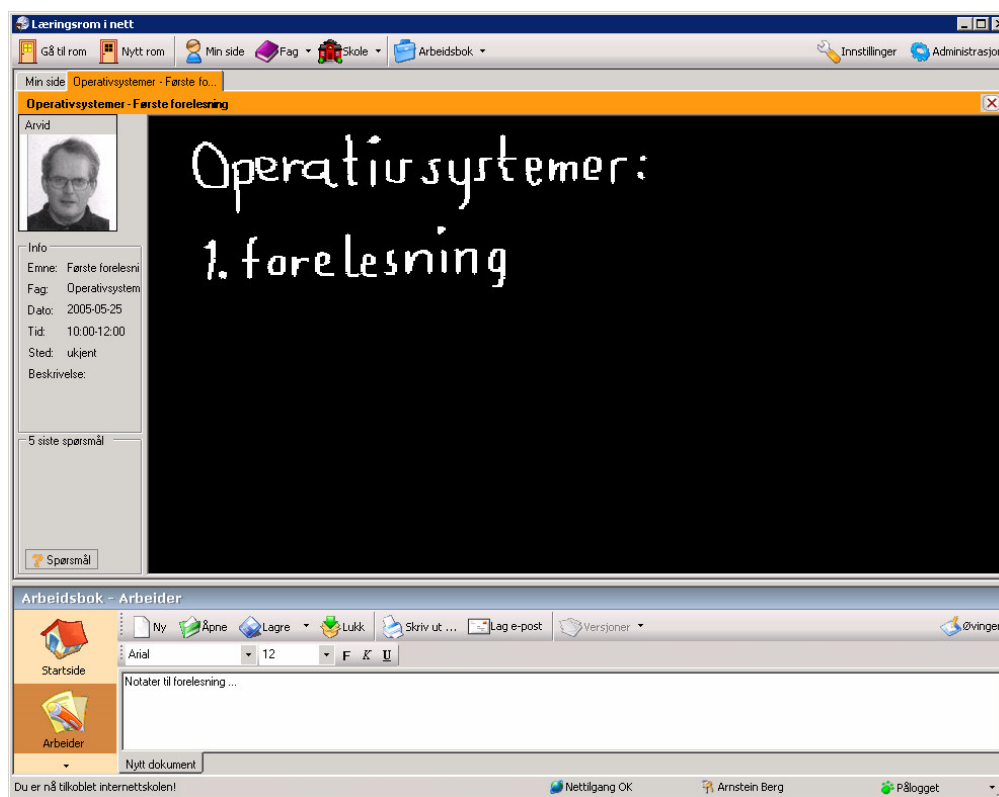 Læringsrom i nett
Gå til rom Nytt rom Min side Fag Skole Arbeidsbok Innstillinger Administrasjon
Min side Operativsystemer - Første fo...
Operativsystemer - Første forelesning
Arvid
Operativsystemer:
1. forelesning
Info
Emne: Første forelesni
Fag: Operativsystem
Dato: 2005-05-25
Tid: 10:00-12:00
Sted: ukjent
Beskrivelse:
5 siste spørsmål
Spørsmål
Arbeidsbok - Arbeider
Ny Åpne Lagre Lukk Skriv ut ... Lag e-post Versjoner Øvinger
Arial 12 F K U
Startside
Notater til forelesning ...
Arbeider
Nytt dokument
Du er nå tilkoblet internettskolen! Nettilgang OK Arnstein Berg Pålogget